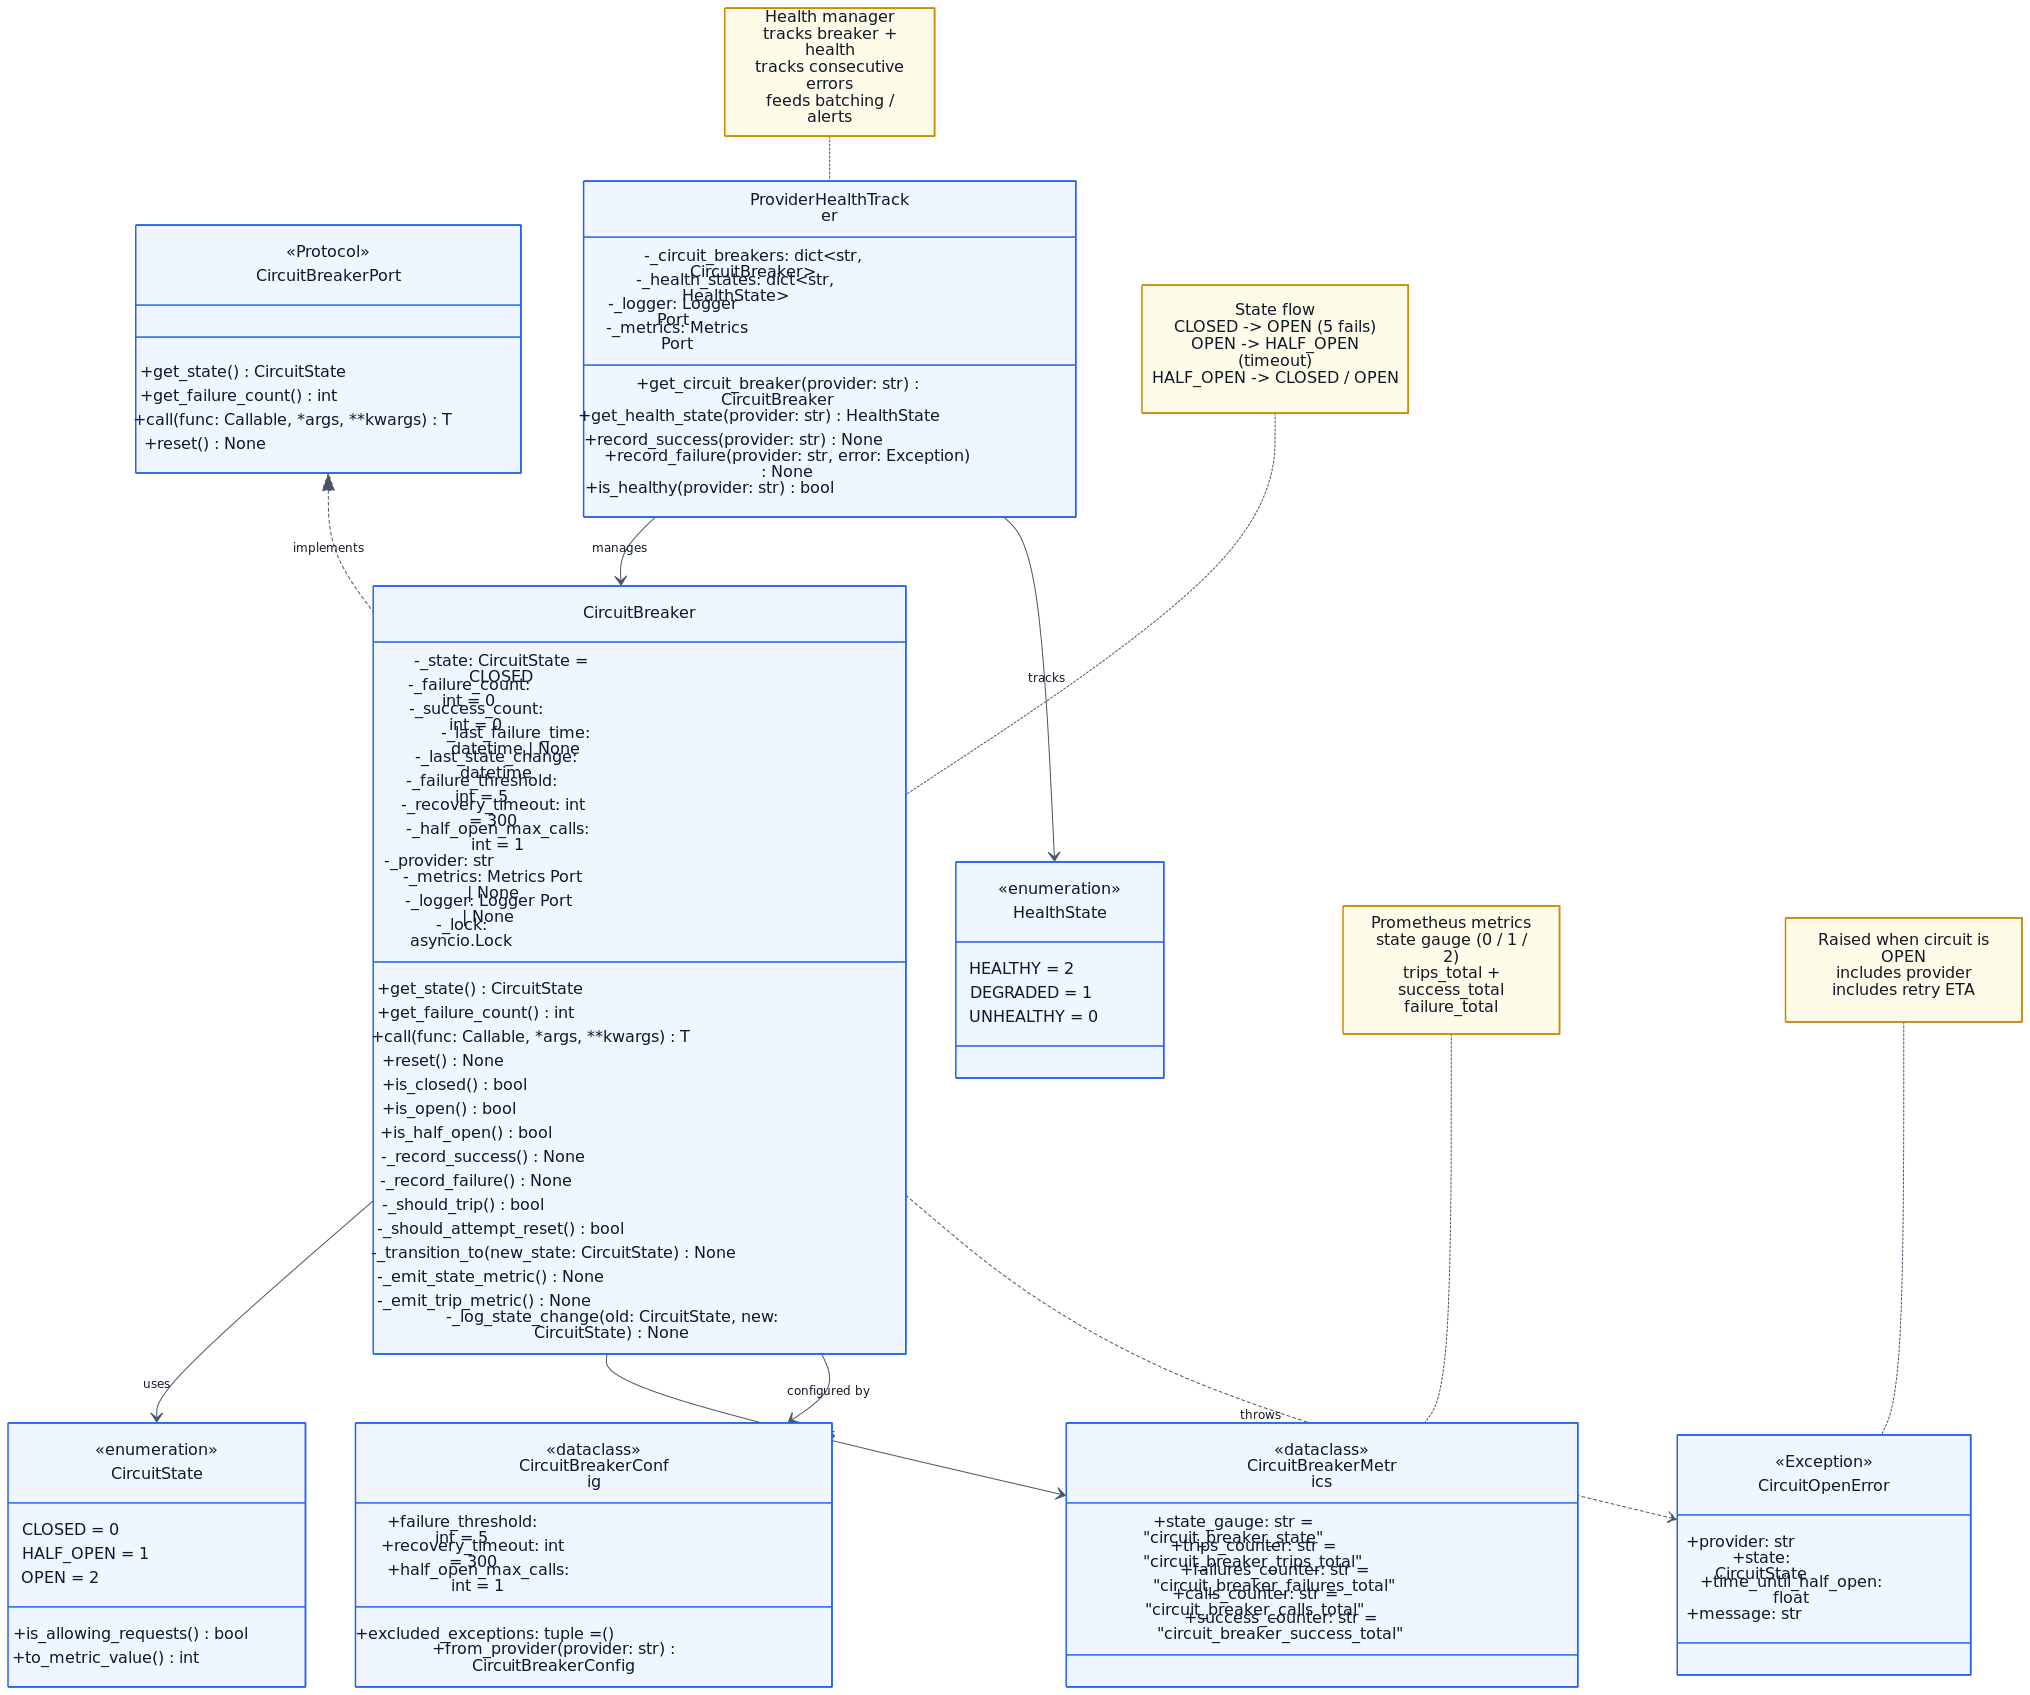 Health manager
tracks breaker +
health
tracks consecutive
errors
feeds batching /
alerts
ProviderHealthTrack
er
-_circuit_breakers: dict<str,
CircuitBreaker>
-_health_states: dict<str,
HealthState>
-_logger: Logger
Port
-_metrics: Metrics
Port
+get_circuit_breaker(provider: str) :
CircuitBreaker
+get_health_state(provider: str) : HealthState
+record_success(provider: str) : None
+record_failure(provider: str, error: Exception)
: None
+is_healthy(provider: str) : bool
«Protocol»
CircuitBreakerPort
+get_state() : CircuitState
+get_failure_count() : int
+call(func: Callable, *args, **kwargs) : T
+reset() : None
State flow
CLOSED -> OPEN (5 fails)
OPEN -> HALF_OPEN
(timeout)
HALF_OPEN -> CLOSED / OPEN
implements
manages
tracks
CircuitBreaker
-_state: CircuitState =
CLOSED
-_failure_count:
int = 0
-_success_count:
int = 0
-_last_failure_time:
datetime | None
-_last_state_change:
datetime
-_failure_threshold:
int = 5
-_recovery_timeout: int
= 300
-_half_open_max_calls:
int = 1
-_provider: str
-_metrics: Metrics Port
| None
-_logger: Logger Port
| None
-_lock:
asyncio.Lock
+get_state() : CircuitState
+get_failure_count() : int
+call(func: Callable, *args, **kwargs) : T
+reset() : None
+is_closed() : bool
+is_open() : bool
+is_half_open() : bool
-_record_success() : None
-_record_failure() : None
-_should_trip() : bool
-_should_attempt_reset() : bool
-_transition_to(new_state: CircuitState) : None
-_emit_state_metric() : None
-_emit_trip_metric() : None
-_log_state_change(old: CircuitState, new:
CircuitState) : None
«enumeration»
HealthState
HEALTHY = 2
DEGRADED = 1
UNHEALTHY = 0
Prometheus metrics
state gauge (0 / 1 /
2)
trips_total +
success_total
failure_total
Raised when circuit is
OPEN
includes provider
includes retry ETA
uses
configured by
throws
«enumeration»
CircuitState
CLOSED = 0
HALF_OPEN = 1
OPEN = 2
+is_allowing_requests() : bool
+to_metric_value() : int
«dataclass»
CircuitBreakerConf
ig
+failure_threshold:
int = 5
+recovery_timeout: int
= 300
+half_open_max_calls:
int = 1
+excluded_exceptions: tuple =()
+from_provider(provider: str) :
CircuitBreakerConfig
«dataclass»
CircuitBreakerMetr
ics
+state_gauge: str =
"circuit_breaker_state"
+trips_counter: str =
"circuit_breaker_trips_total"
+failures_counter: str =
"circuit_breaker_failures_total"
+calls_counter: str =
"circuit_breaker_calls_total"
+success_counter: str =
"circuit_breaker_success_total"
«Exception»
CircuitOpenError
+provider: str
+state:
CircuitState
+time_until_half_open:
float
+message: str